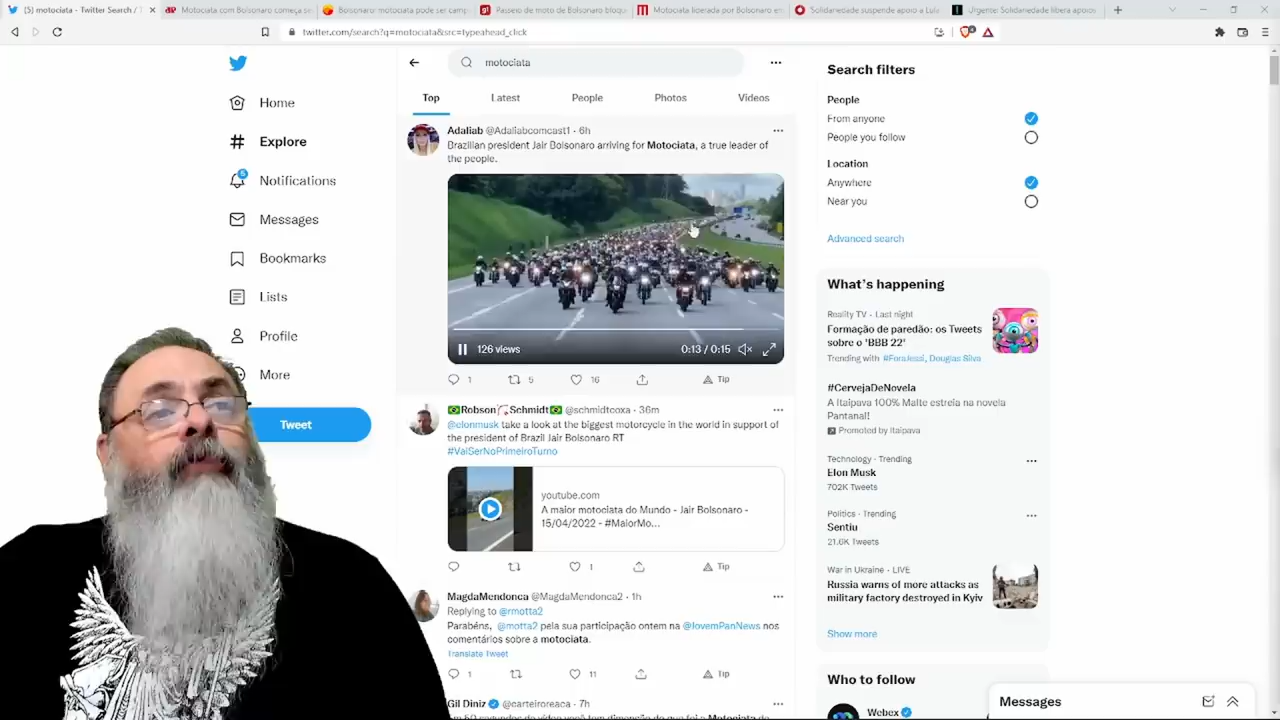 (5) motociata - Twitter Search /
Motociata com Bolsonaro começa se
Bolsonaro: motociata pode ser camp
Passeio de moto de Bolsonaro bloqu
Motociata liberada por Bolsonaro en
Solidariedade suspende apoio a Lula
Urgente: Solidariedade libera apoios
twitter.com/search?q=motociata&src=typeahead_click
motociata
Home
Explore
5
Notifications
Messages
Bookmarks
Lists
Profile
More
Tweet
Top
Latest
People
Photos
Videos
Adaliab @Adaliabcomcast1 · 6h
Brazilian president Jair Bolsonaro arriving for Motociata, a true leader of
the people.
126 views
0:13 / 0:15
1
5
16
Tip
Robson Schmidt @schmidtcoxa · 36m
@elonmusk take a look at the biggest motorcycle in the world in support of
the president of Brazil Jair Bolsonaro RT
#VaiSerNoPrimeiroTurno
youtube.com
A maior motociata do Mundo - Jair Bolsonaro -
15/04/2022 - #MaiorMo...
1
Tip
MagdaMendonca @MagdaMendonca2 · 1h
Replying to @rmotta2
Parabéns, @motta2 pela sua participação ontem na @JovemPanNews nos
comentários sobre a motociata.
Translate Tweet
1
11
Tip
Gil Diniz @carteiroreaca · 7h
Search filters
People
From anyone
People you follow
Location
Anywhere
Near you
Advanced search
What's happening
Reality TV · Last night
Formação de paredão: os Tweets
sobre o 'BBB 22'
Trending with #ForaJessi, Douglas Silva
#CervejaDeNovela
A Itaipava 100% Malte estreia na novela
Pantanal!
Promoted by Itaipava
Technology · Trending
Elon Musk
702K Tweets
Politics · Trending
Sentiu
21.6K Tweets
War in Ukraine · LIVE
Russia warns of more attacks as
military factory destroyed in Kyiv
Show more
Who to follow
Webex
Messages